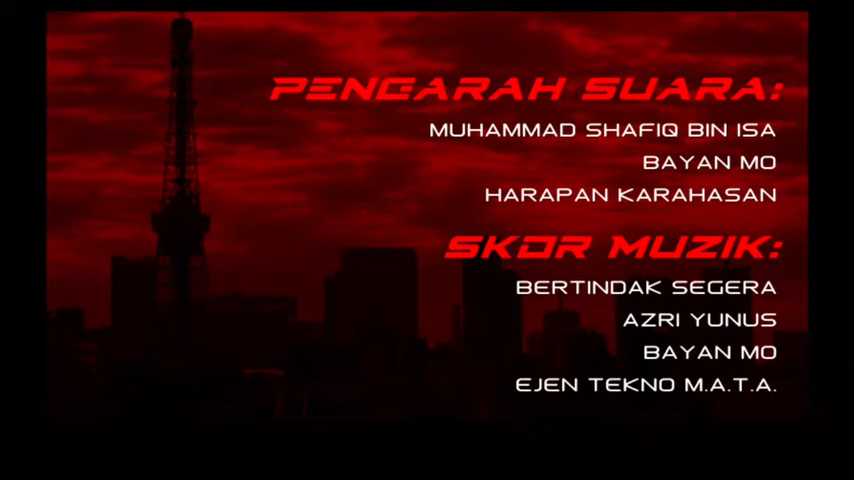 PENGARAH SUARA:
MUHAMMAD SHAFIQ BIN ISA
BAYAN MO
HARAPAN KARAHASAN
SKOR MUZIK:
BERTINDAK SEGERA
AZRI YUNUS
BAYAN MO
EJEN TEKNO M.A.T.A.